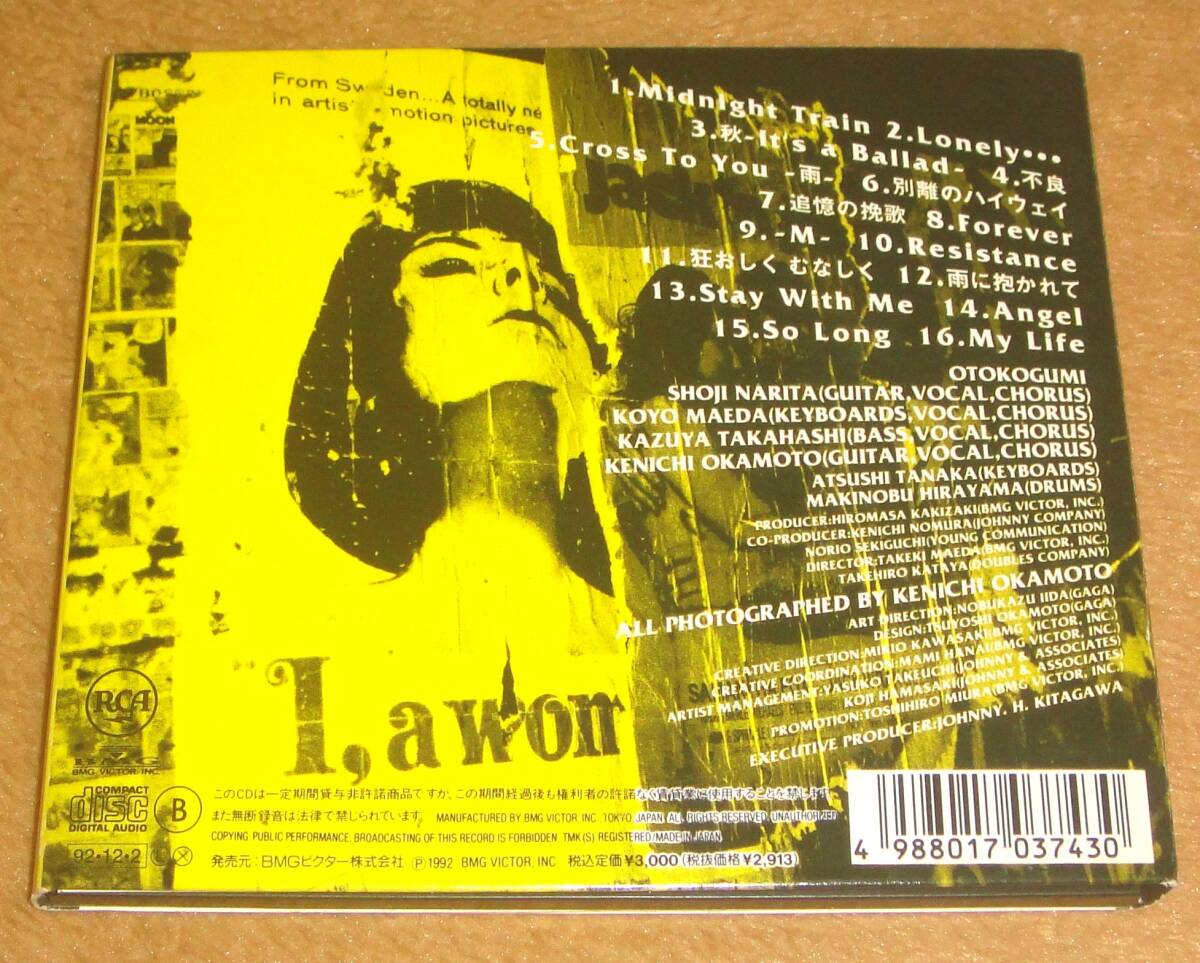 From Sw den...A totally ne
in artis motion pictures
MOON
1.Midnight Train 2.Lonely•••
3.秋-It's a Ballad- 4.不良
5.Cross To You -雨- 6.別離のハイウェイ
7.追憶の挽歌 8.Forever
9.-M- 10.Resistance
11.狂おしく むなしく 12.雨に抱かれて
13.Stay With Me 14.Angel
15.So Long 16.My Life
OTOKOGUMI
SHOJI NARITA(GUITAR,VOCAL,CHORUS)
KOYO MAEDA(KEYBOARDS,VOCAL,CHORUS)
KAZUYA TAKAHASHI(BASS,VOCAL,CHORUS)
KENICHI OKAMOTO(GUITAR,VOCAL,CHORUS)
ATSUSHI TANAKA(KEYBOARDS)
MAKINOBU HIRAYAMA(DRUMS)
PRODUCER:HIROMASA KAKIZAKI(BMG VICTOR, INC.)
CO-PRODUCER:KENICHI NOMURA(JOHNNY COMPANY)
NORIO SEKIGUCHI(YOUNG COMMUNICATION)
DIRECTOR:TAKEKI MAEDA(BMG VICTOR, INC.)
TAKEHIRO KATAYA(DOUBLES COMPANY)
ALL PHOTOGRAPHED BY KENICHI OKAMOTO
ART DIRECTION:NOBUKAZU IIDA(GAGA)
DESIGN:TSUYOSHI OKAMOTO(GAGA)
CREATIVE DIRECTION:MIKIO KAWASAKI(BMG VICTOR, INC.)
CREATIVE COORDINATION:MAMI HANAI(BMG VICTOR, INC.)
ARTIST MANAGEMENT:YASUKO TAKEUCHI(JOHNNY & ASSOCIATES)
KOJI HAMASAKI(JOHNNY & ASSOCIATES)
PROMOTION:TOSHIHIRO MIURA(BMG VICTOR, INC.)
EXECUTIVE PRODUCER:JOHNNY. H. KITAGAWA
I, a wom
RCA
BMG
BMG VICTOR, INC.
COMPACT
disc
DIGITAL AUDIO
B
92・12・2 L X
このCDは一定期間貸与非許諾商品ですが、この期間経過後も権利者の許諾なく賃貸業に使用することを禁じます
また無断録音は法律で禁じられています。 MANUFACTURED BY BMG VICTOR, INC. TOKYO, JAPAN. ALL RIGHTS RESERVED. UNAUTHORIZED
COPYING PUBLIC PERFORMANCE. BROADCASTING OF THIS RECORD IS FORBIDDEN TMK(S) REGISTERED/MADE IN JAPAN
発売元:BMGビクター株式会社 Ⓟ1992 BMG VICTOR, INC 税込定価¥3,000(税抜価格¥2,913)
4 988017 037430